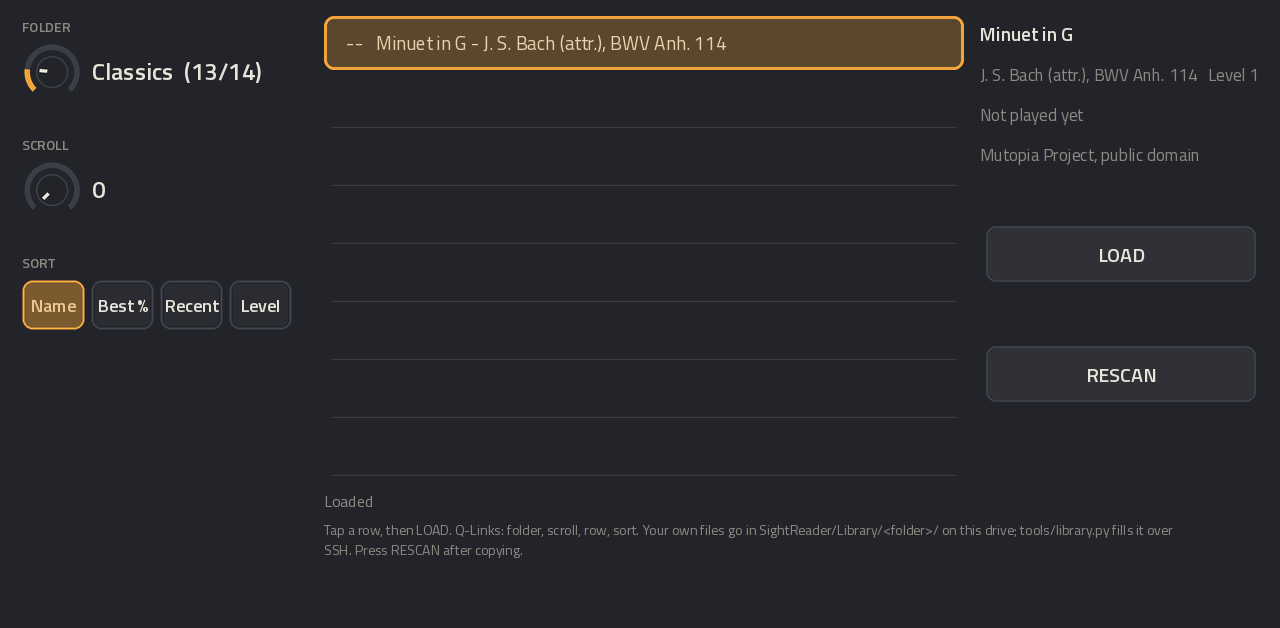 FOLDER
Classics (13/14)
SCROLL
0
SORT
Name
Best %
Recent
Level
-- Minuet in G - J. S. Bach (attr.), BWV Anh. 114
Loaded
Tap a row, then LOAD. Q-Links: folder, scroll, row, sort. Your own files go in SightReader/Library/<folder>/ on this drive; tools/library.py fills it over
SSH. Press RESCAN after copying.
Minuet in G
J. S. Bach (attr.), BWV Anh. 114 Level 1
Not played yet
Mutopia Project, public domain
LOAD
RESCAN